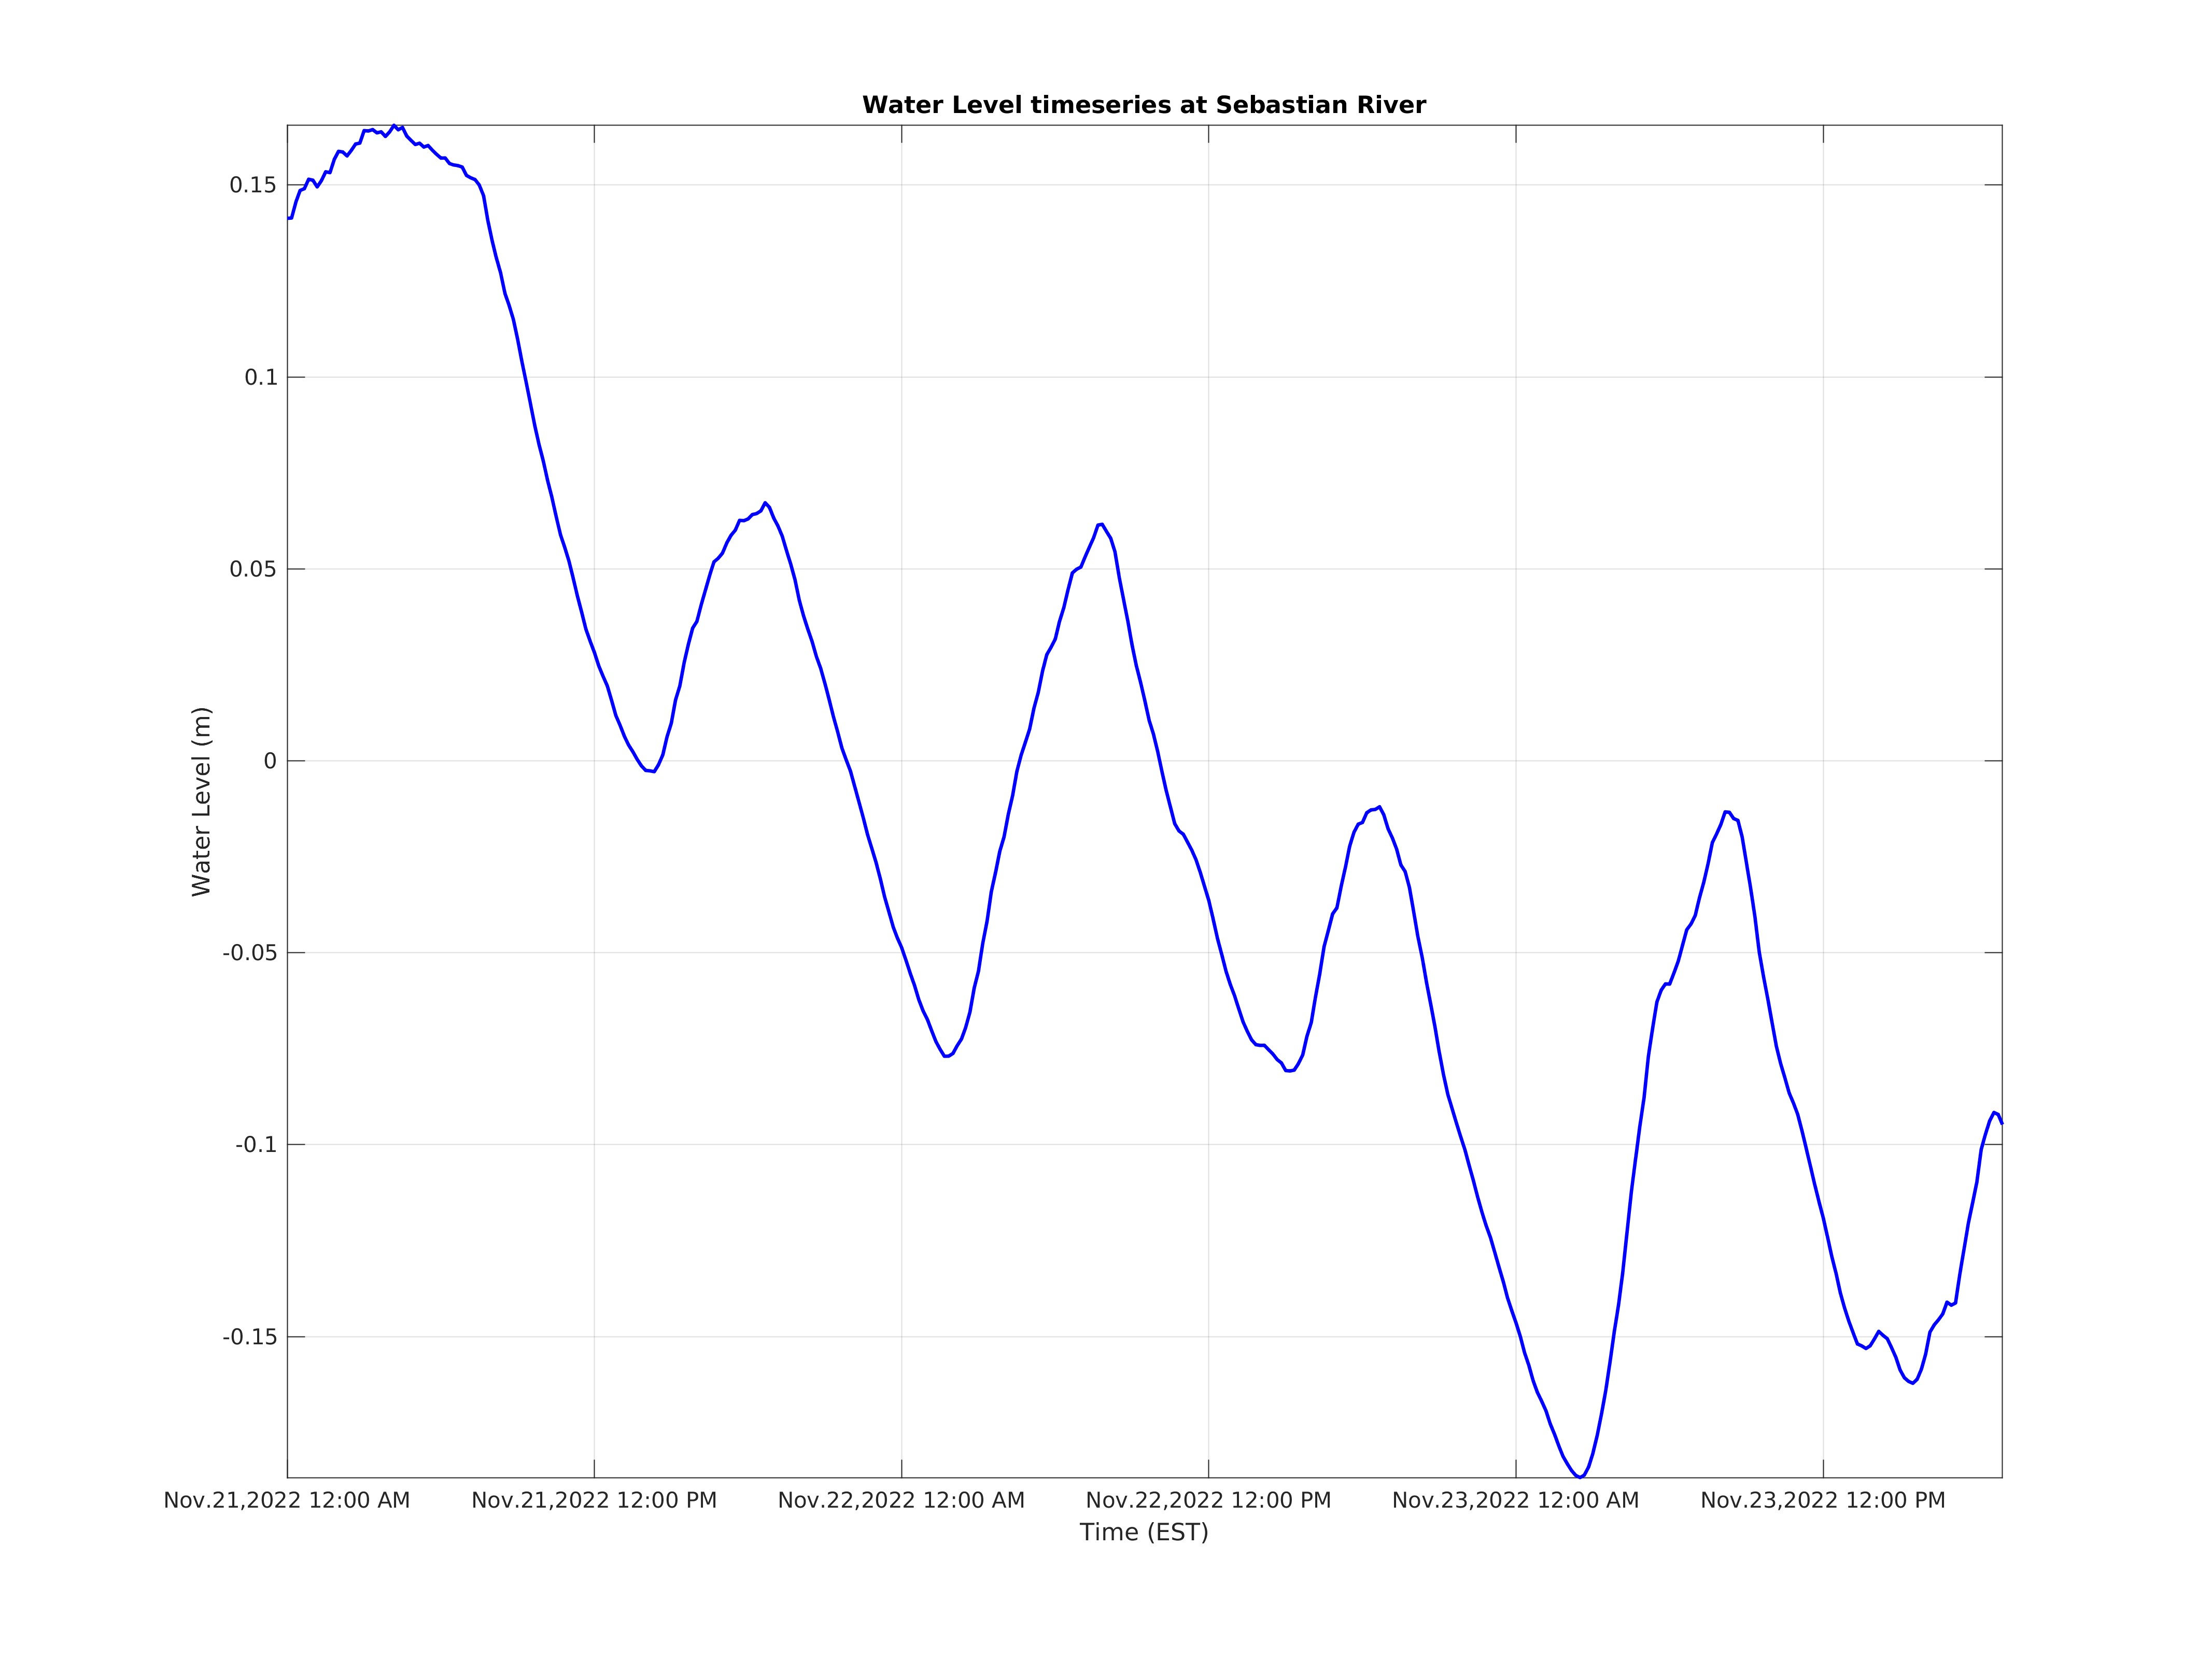 Water Level timeseries at Sebastian River
0.15
0.1
0.05
0
-0.05
-0.1
-0.15
Water Level (m)
Nov.21,2022 12:00 AM
Nov.21,2022 12:00 PM
Nov.22,2022 12:00 AM
Nov.22,2022 12:00 PM
Nov.23,2022 12:00 AM
Nov.23,2022 12:00 PM
Time (EST)